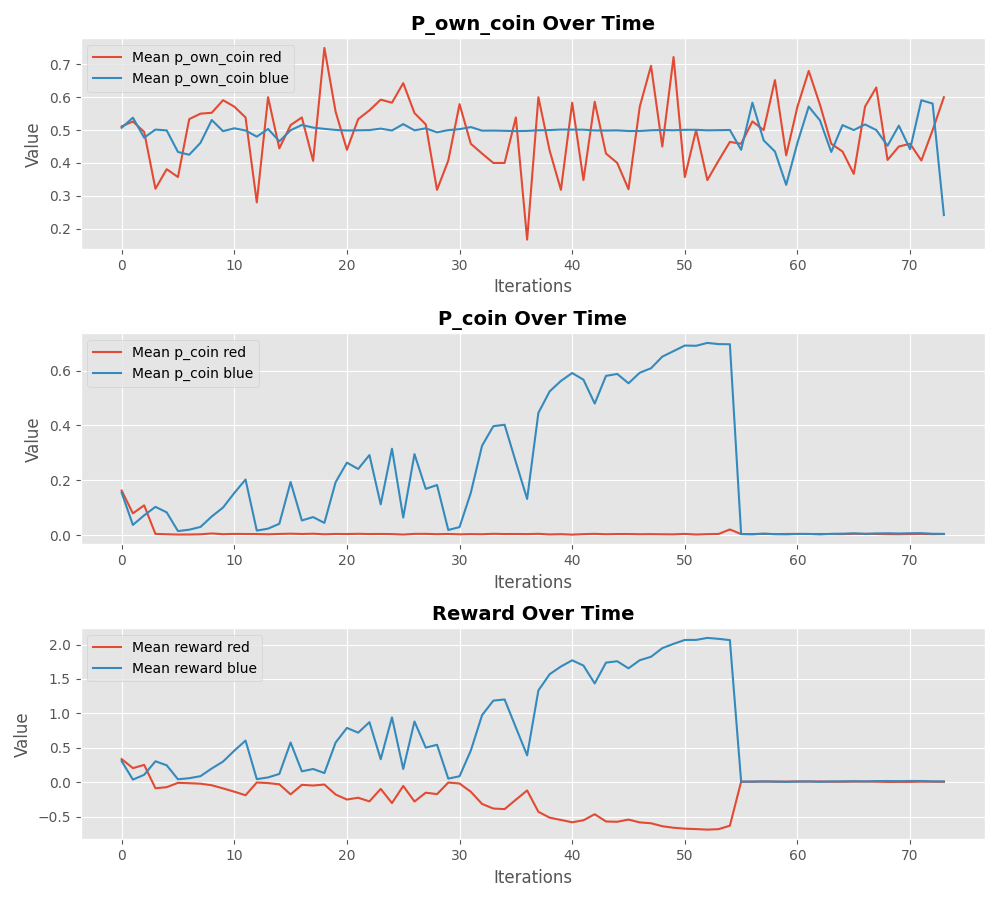 P_own_coin Over Time
Mean p_own_coin red
Mean p_own_coin blue
Value
0.7
0.6
0.5
0.4
0.3
0.2
0 10 20 30 40 50 60 70
Iterations
P_coin Over Time
Mean p_coin red
Mean p_coin blue
Value
0.6
0.4
0.2
0.0
0 10 20 30 40 50 60 70
Iterations
Reward Over Time
Mean reward red
Mean reward blue
Value
2.0
1.5
1.0
0.5
0.0
−0.5
0 10 20 30 40 50 60 70
Iterations